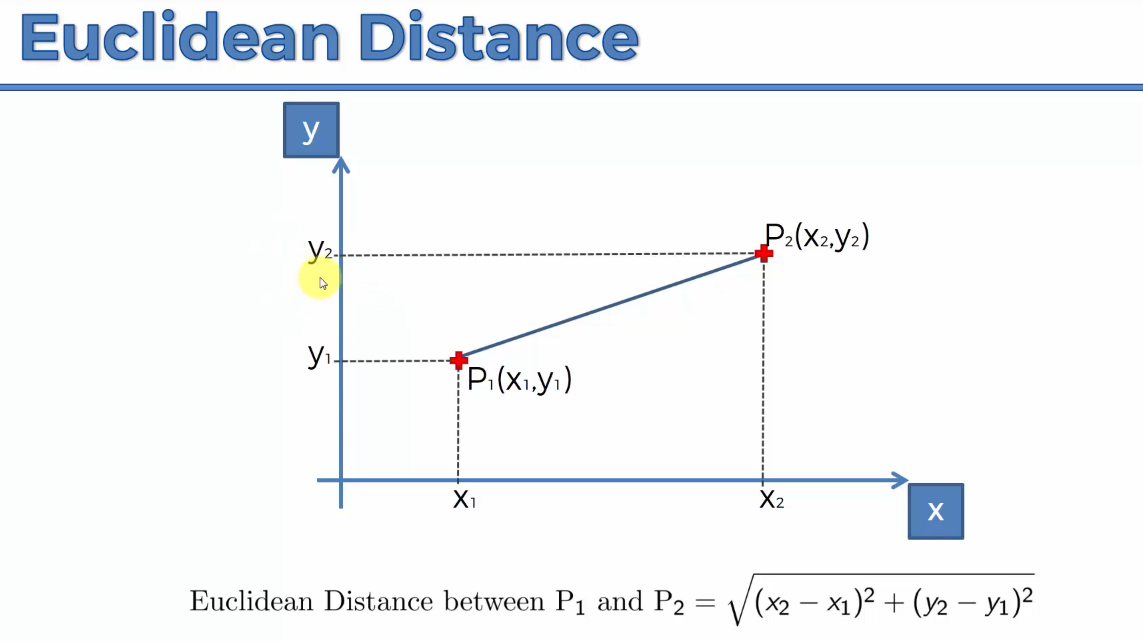 Euclidean Distance
y
y₂
P₂(x₂,y₂)
y₁
P₁(x₁,y₁)
x₁
x₂
x
Euclidean Distance between P₁ and P₂ = √(x₂ − x₁)² + (y₂ − y₁)²